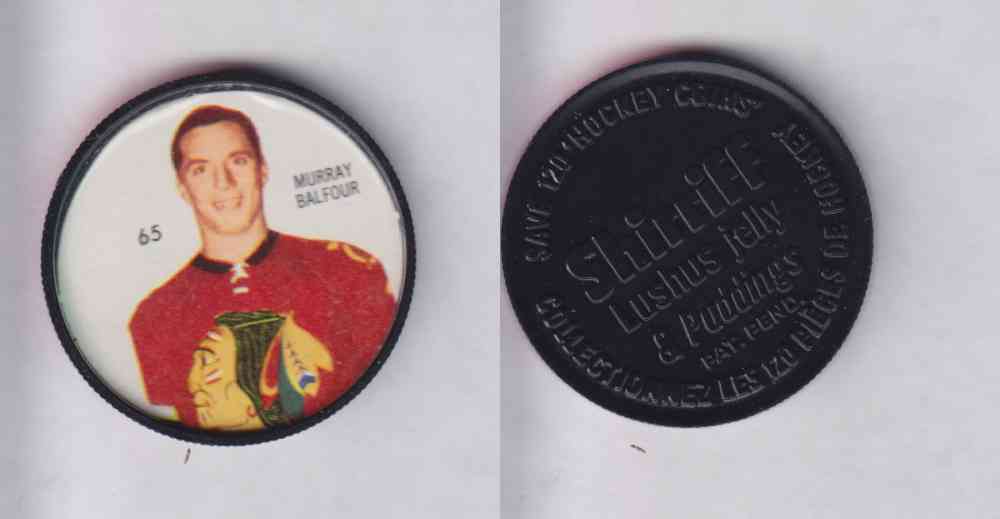 MURRAY
BALFOUR
65
SAVE 120 "HOCKEY COINS"
Shirriff
Lushus jelly
& Puddings
PAT. PEND.
COLLECTIONNEZ LES 120 PIÈCES DE HOCKEY